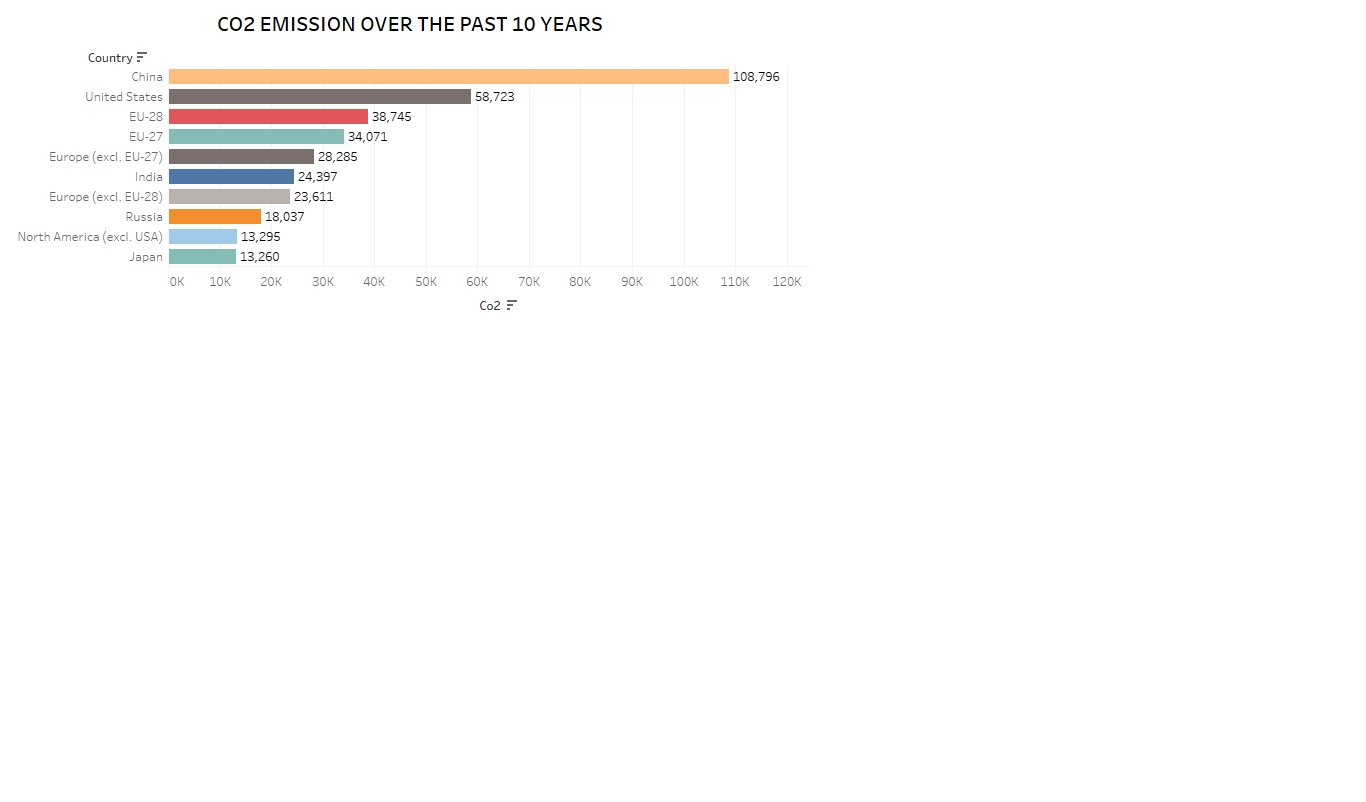 CO2 EMISSION OVER THE PAST 10 YEARS
Country
China 108,796
United States 58,723
EU-28 38,745
EU-27 34,071
Europe (excl. EU-27) 28,285
India 24,397
Europe (excl. EU-28) 23,611
Russia 18,037
North America (excl. USA) 13,295
Japan 13,260
0K 10K 20K 30K 40K 50K 60K 70K 80K 90K 100K 110K 120K
Co2